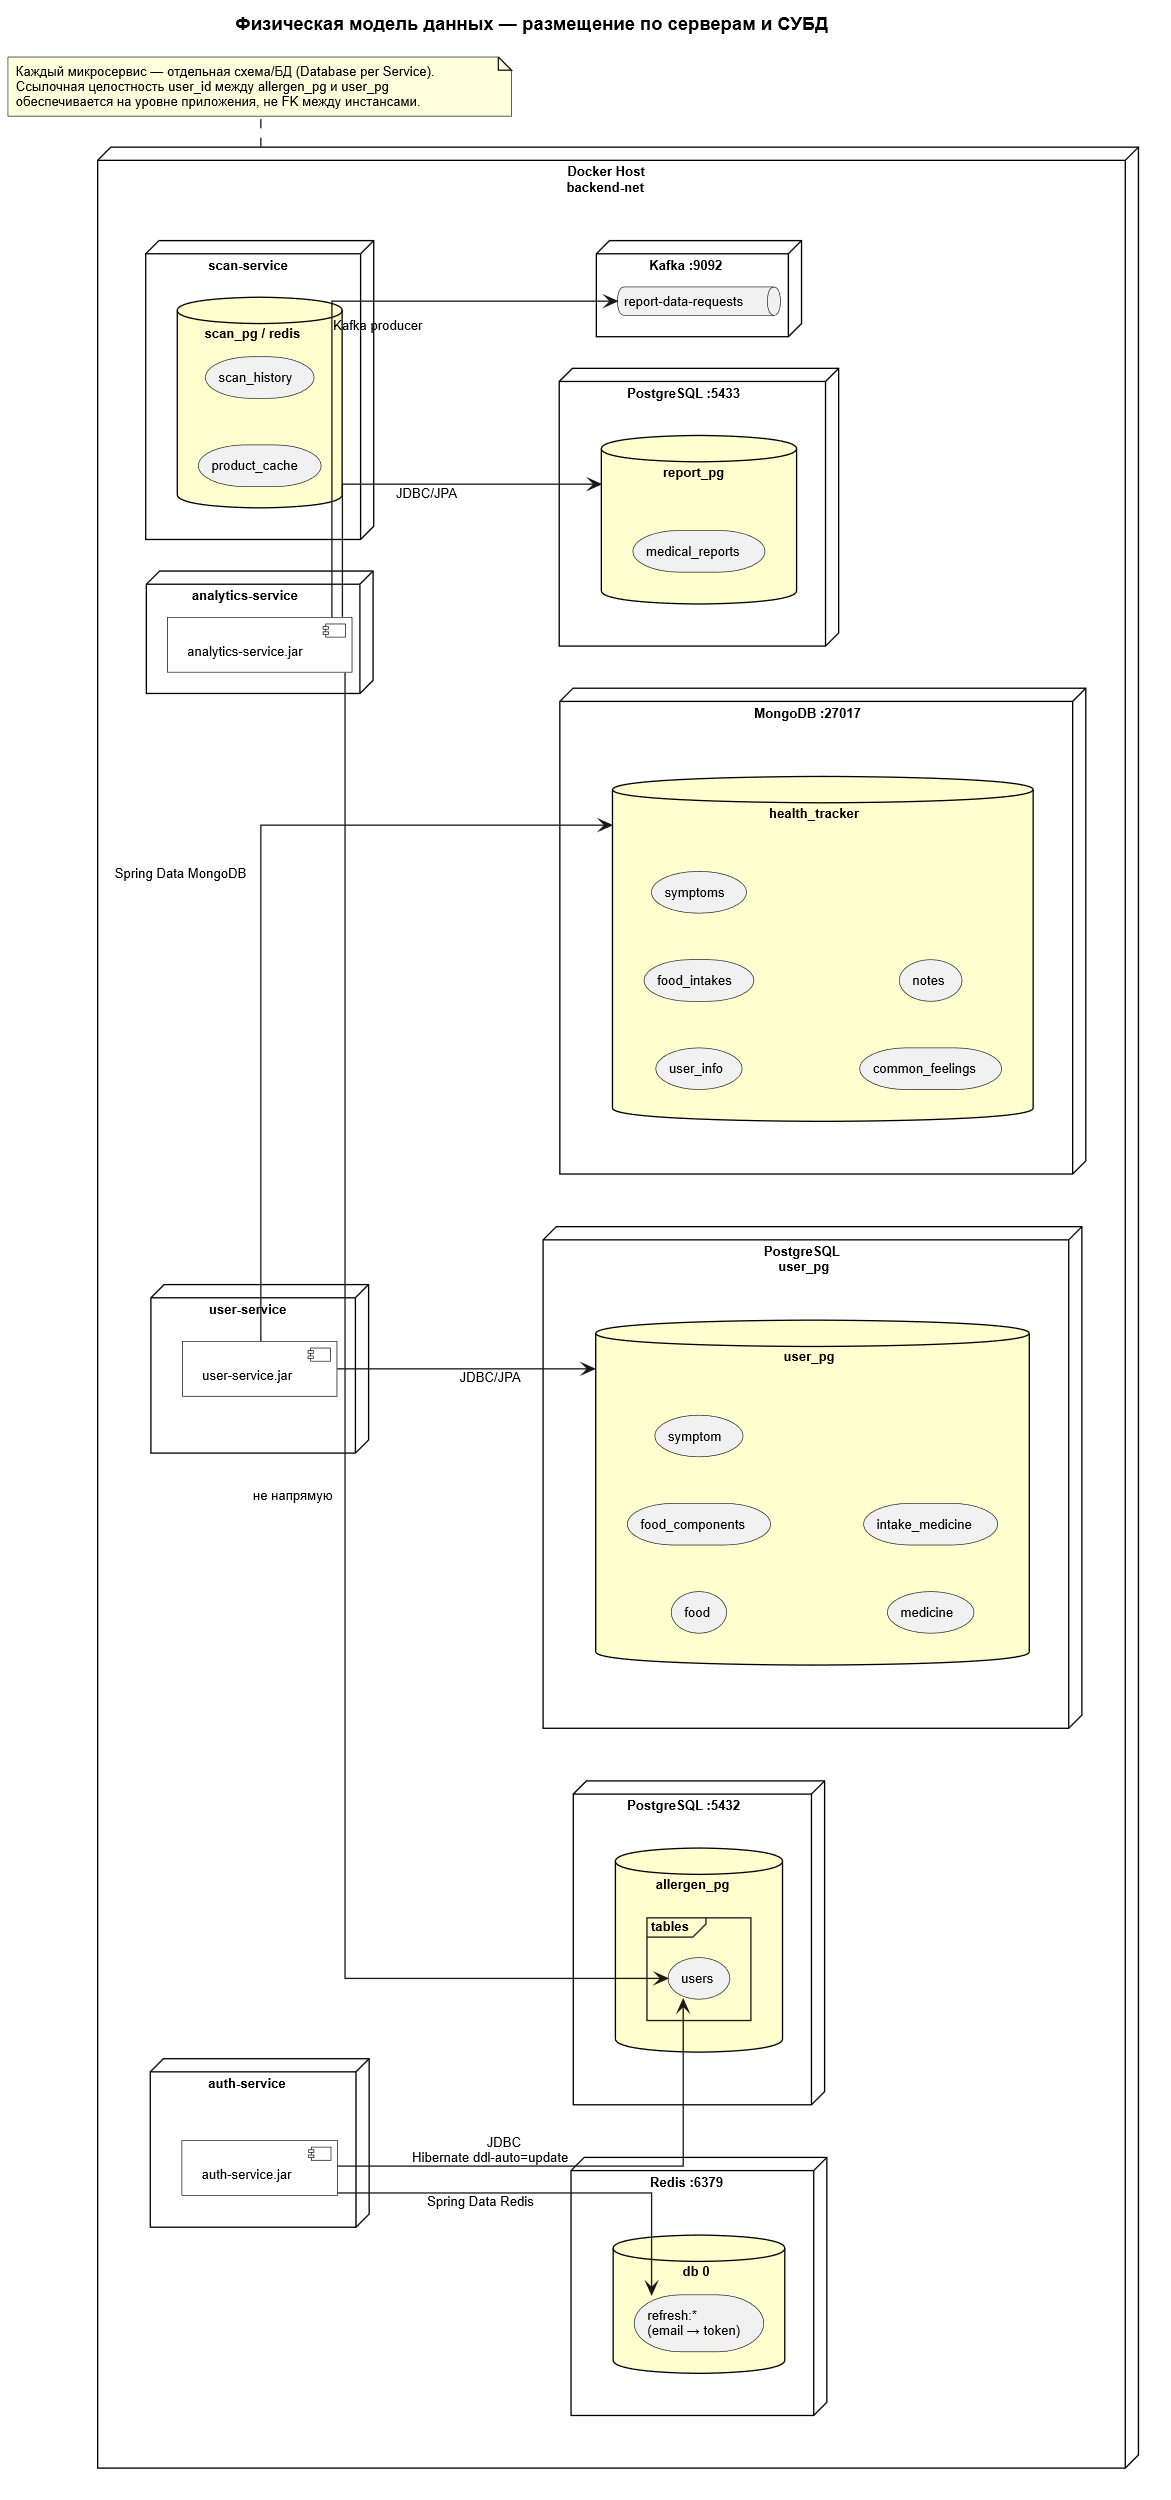 Физическая модель данных — размещение по серверам и СУБД
Каждый микросервис — отдельная схема/БД (Database per Service).
Ссылочная целостность user_id между allergen_pg и user_pg
обеспечивается на уровне приложения, не FK между инстансами.
Docker Host
backend-net
scan-service
scan_pg / redis
scan_history
product_cache
Kafka :9092
report-data-requests
Kafka producer
PostgreSQL :5433
report_pg
medical_reports
JDBC/JPA
analytics-service
analytics-service.jar
MongoDB :27017
health_tracker
symptoms
food_intakes
notes
user_info
common_feelings
Spring Data MongoDB
PostgreSQL
user_pg
user_pg
symptom
food_components
intake_medicine
food
medicine
user-service
user-service.jar
JDBC/JPA
не напрямую
PostgreSQL :5432
allergen_pg
tables
users
auth-service
auth-service.jar
JDBC
Hibernate ddl-auto=update
Spring Data Redis
Redis :6379
db 0
refresh:*
(email → token)